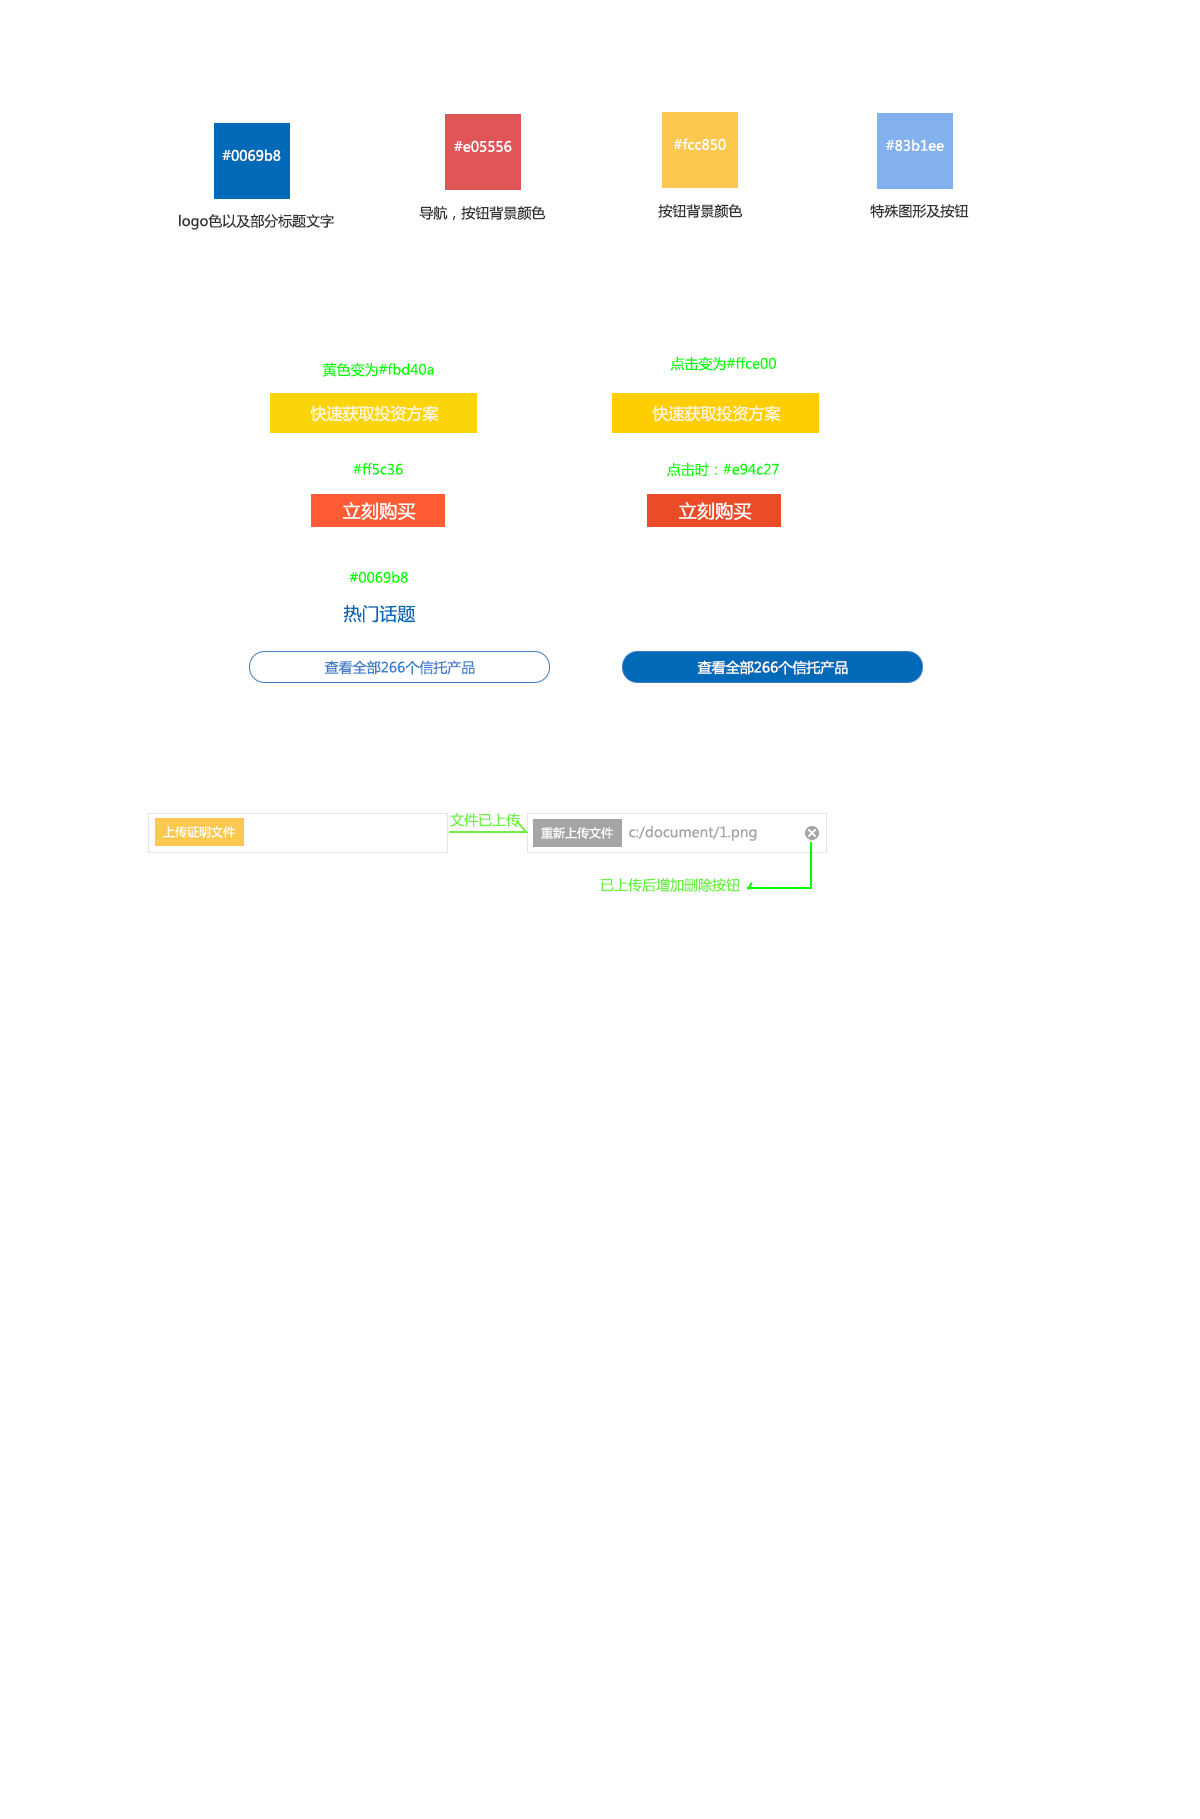 #0069b8
#e05556
#fcc850
#83b1ee
logo色以及部分标题文字
导航，按钮背景颜色
按钮背景颜色
特殊图形及按钮
黄色变为#fbd40a
点击变为#ffce00
快速获取投资方案
快速获取投资方案
#ff5c36
点击时：#e94c27
立刻购买
立刻购买
#0069b8
热门话题
查看全部266个信托产品
查看全部266个信托产品
上传证明文件
文件已上传
重新上传文件
c:/document/1.png
已上传后增加删除按钮